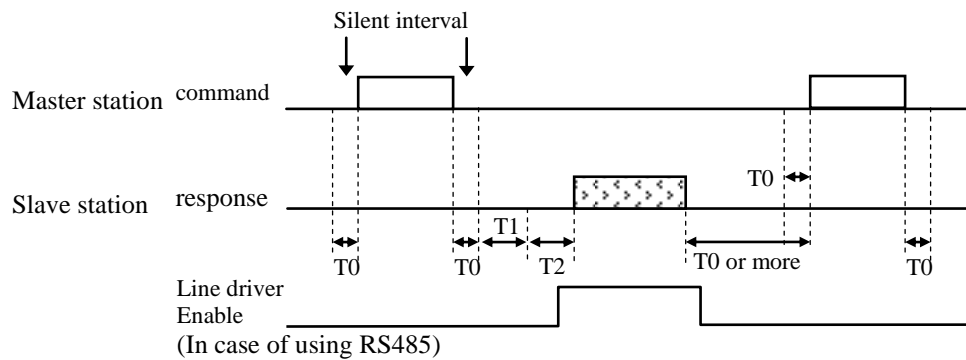 Silent interval
Master station command
T0
Slave station response
T1
T0 T0 T2 T0 or more T0
Line driver
Enable
(In case of using RS485)